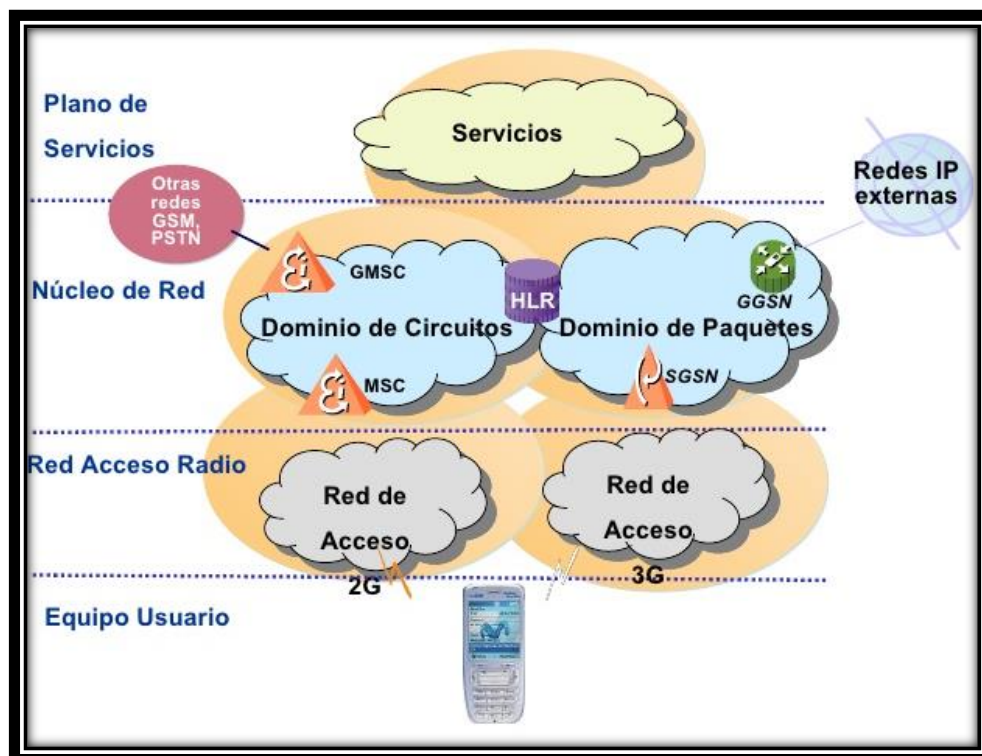 Plano de
Servicios
Servicios
Otras
redes
GSM,
PSTN
Redes IP
externas
Núcleo de Red
GMSC
HLR
GGSN
Dominio de Circuitos
Dominio de Paquetes
MSC
SGSN
Red Acceso Radio
Red de
Acceso
2G
Red de
Acceso
3G
Equipo Usuario